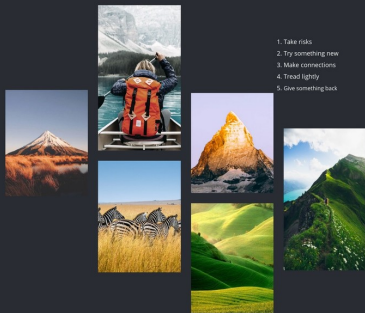 1. Take risks
2. Try something new
3. Make connections
4. Tread lightly
5. Give something back